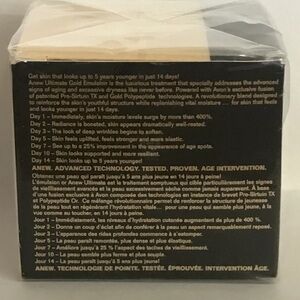 Get skin that looks up to 5 years younger in just 14 days!
Anew Ultimate Gold Emulsion is the luxurious treatment that specially addresses the advanced
signs of aging and excessive dryness like never before. Powered with Avon's exclusive fusion
of patented Pro-Sirtuin TX and Gold Polypeptide technologies. A revolutionary blend designed
to reinforce the skin's youthful structure while replenishing vital moisture ... for skin that feels
and looks younger in just 14 days.
Day 1 – Immediately, skin's moisture levels surge by more than 400%.
Day 2 – Radiance is boosted, skin appears dramatically well-rested.
Day 3 – The look of deep wrinkles begins to soften.
Day 5 – Skin feels uplifted, feels stronger and more elastic.
Day 7 – See up to a 25% improvement in the appearance of age spots.
Day 10 – Skin looks supported and more resilient.
Day 14 – Skin looks up to 5 years younger!
ANEW. ADVANCED TECHNOLOGY. TESTED. PROVEN. AGE INTERVENTION.
Obtenez une peau qui paraît jusqu'à 5 ans plus jeune en 14 jours!
L'émulsion or Anew Ultimate est le traitement somptueux qui cible particulièrement les signes
de vieillissement avancés et la peau excessivement sèche comme jamais auparavant. À base
d'une fusion exclusive à Avon des technologies en instance de brevet Pro-Sirtuin TX
et Polypeptide Or. Ce mélange révolutionnaire permet de renforcer la structure de jeunesse
de la peau tout en reconstituant l'hydratation vitale... pour une peau qui semble plus jeune,
à la vue comme au toucher, en 14 jours à peine.
Jour 1 – Immédiatement, les niveaux d'hydratation cutanée augmentent de plus de 400 %.
Jour 2 – Donne un coup d'éclat afin de conférer à la peau un aspect remarquablement reposé.
Jour 3 – L'apparence des rides profondes commence à s'estomper.
Jour 5 – La peau paraît remontée, plus dense et plus élastique.
Jour 7 – Améliore jusqu'à 25 % l'aspect des taches de vieillissement.
Jour 10 – La peau semble plus ferme et plus souple.
Jour 14 – La peau paraît jusqu'à 5 ans plus jeune!
ANEW. TECHNOLOGIE DE POINTE. TESTÉE. ÉPROUVÉE. INTERVENTION ÂGE.